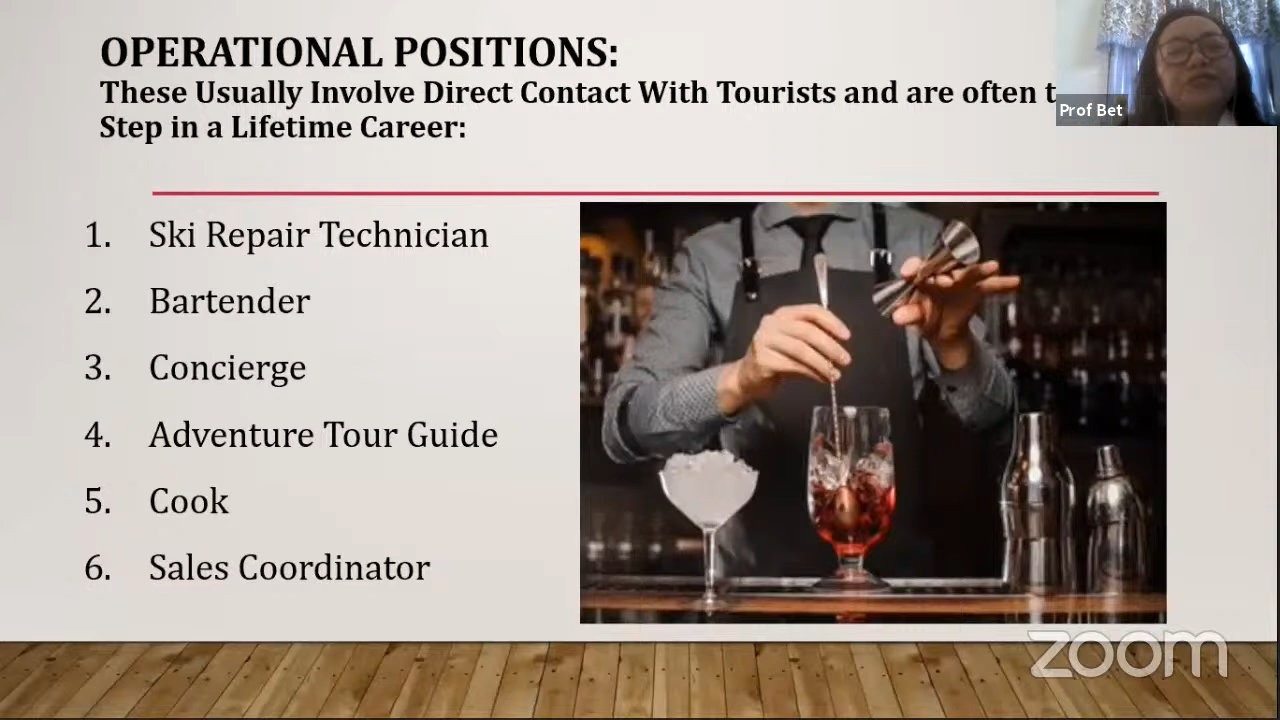 OPERATIONAL POSITIONS:
These Usually Involve Direct Contact With Tourists and are often
Step in a Lifetime Career:
Prof Bet
1. Ski Repair Technician
2. Bartender
3. Concierge
4. Adventure Tour Guide
5. Cook
6. Sales Coordinator
zoom